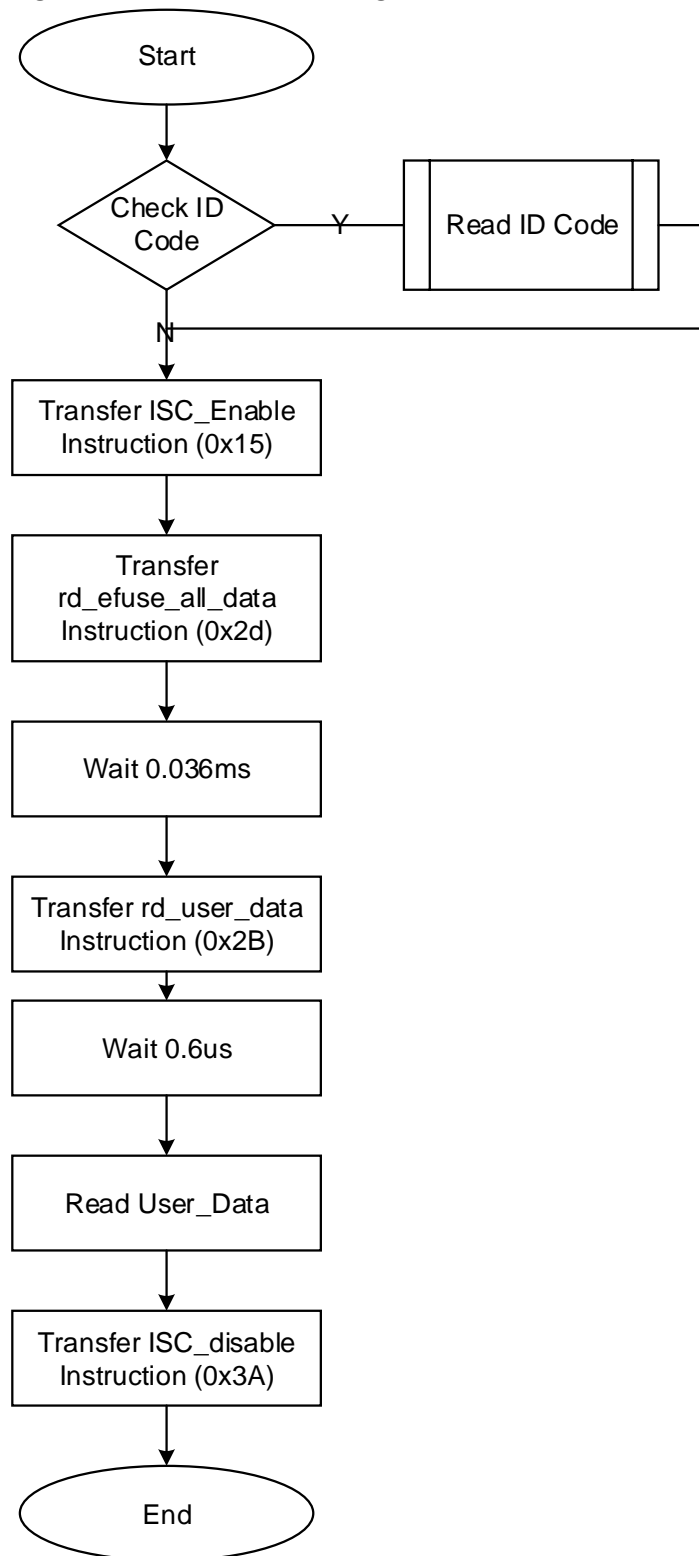 Start
Check ID
Code
Y
Read ID Code
N
Transfer ISC_Enable
Instruction (0x15)
Transfer
rd_efuse_all_data
Instruction (0x2d)
Wait 0.036ms
Transfer rd_user_data
Instruction (0x2B)
Wait 0.6us
Read User_Data
Transfer ISC_disable
Instruction (0x3A)
End